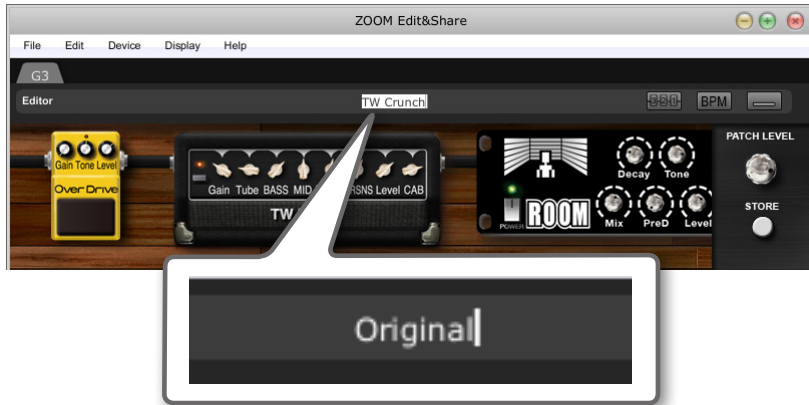 ZOOM Edit&Share
File Edit Device Display Help
G3
Editor TW Crunch BPM
PATCH LEVEL
Gain Tone Level
Over Drive
Gain Tube BASS MID RSNS Level CAB
TW
Decay Tone
POWER ROOM
Mix PreD Level
STORE
Original